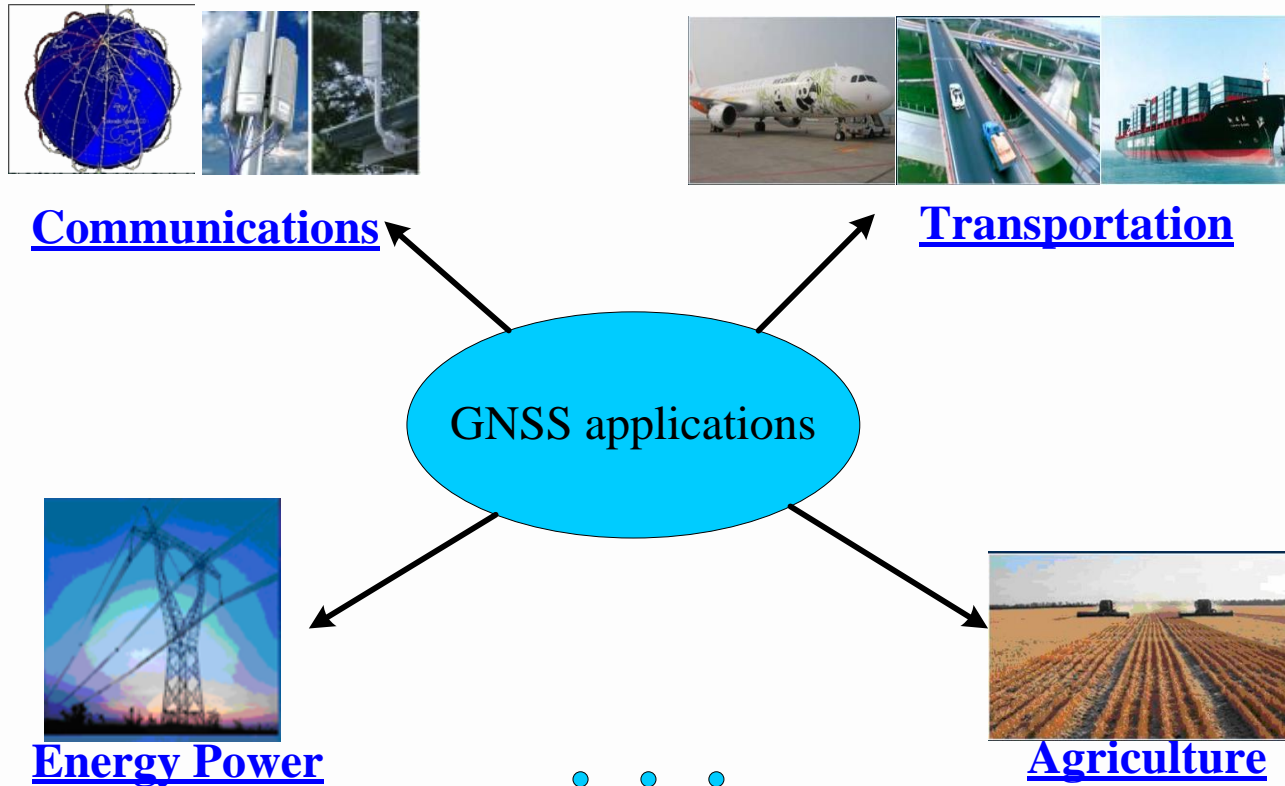 Communications
Transportation
GNSS applications
Energy Power
Agriculture